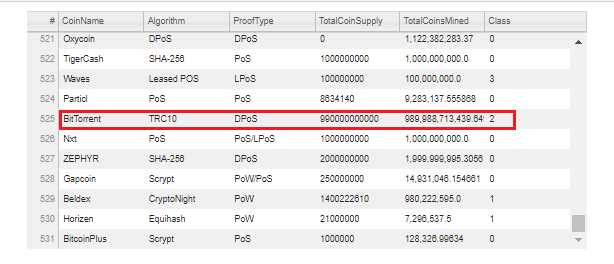 # CoinName Algorithm ProofType TotalCoinSupply TotalCoinsMined Class
521 Oxycoin DPoS DPoS 0 1,122,382,283.37 0
522 TigerCash SHA-256 PoS 1000000000 1,000,000,000.0 0
523 Waves Leased POS LPoS 100000000 100,000,000.0 3
524 Particl PoS PoS 8634140 9,283,137.555868 0
525 BitTorrent TRC10 DPoS 990000000000 989,988,713,439.649 2
526 Nxt PoS PoS/LPoS 1000000000 1,000,000,000.0 0
527 ZEPHYR SHA-256 DPoS 2000000000 1,999,999,995.3056 0
528 Gapcoin Scrypt PoW/PoS 250000000 14,931,046.154661 0
529 Beldex CryptoNight PoW 1400222610 980,222,595.0 1
530 Horizen Equihash PoW 21000000 7,296,537.5 1
531 BitcoinPlus Scrypt PoS 1000000 128,326.99634 0